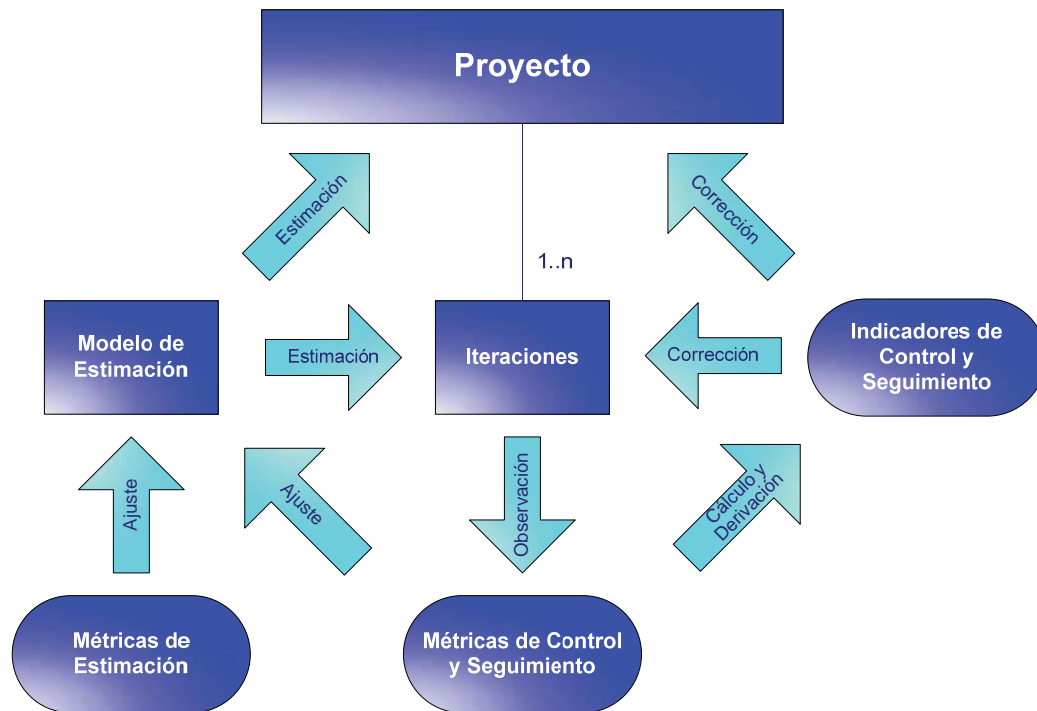 Proyecto
Estimación
Corrección
1..n
Modelo de
Estimación
Estimación
Iteraciones
Corrección
Indicadores de
Control y
Seguimiento
Ajuste
Ajuste
Observación
Cálculo y
Derivación
Métricas de
Estimación
Métricas de Control
y Seguimiento